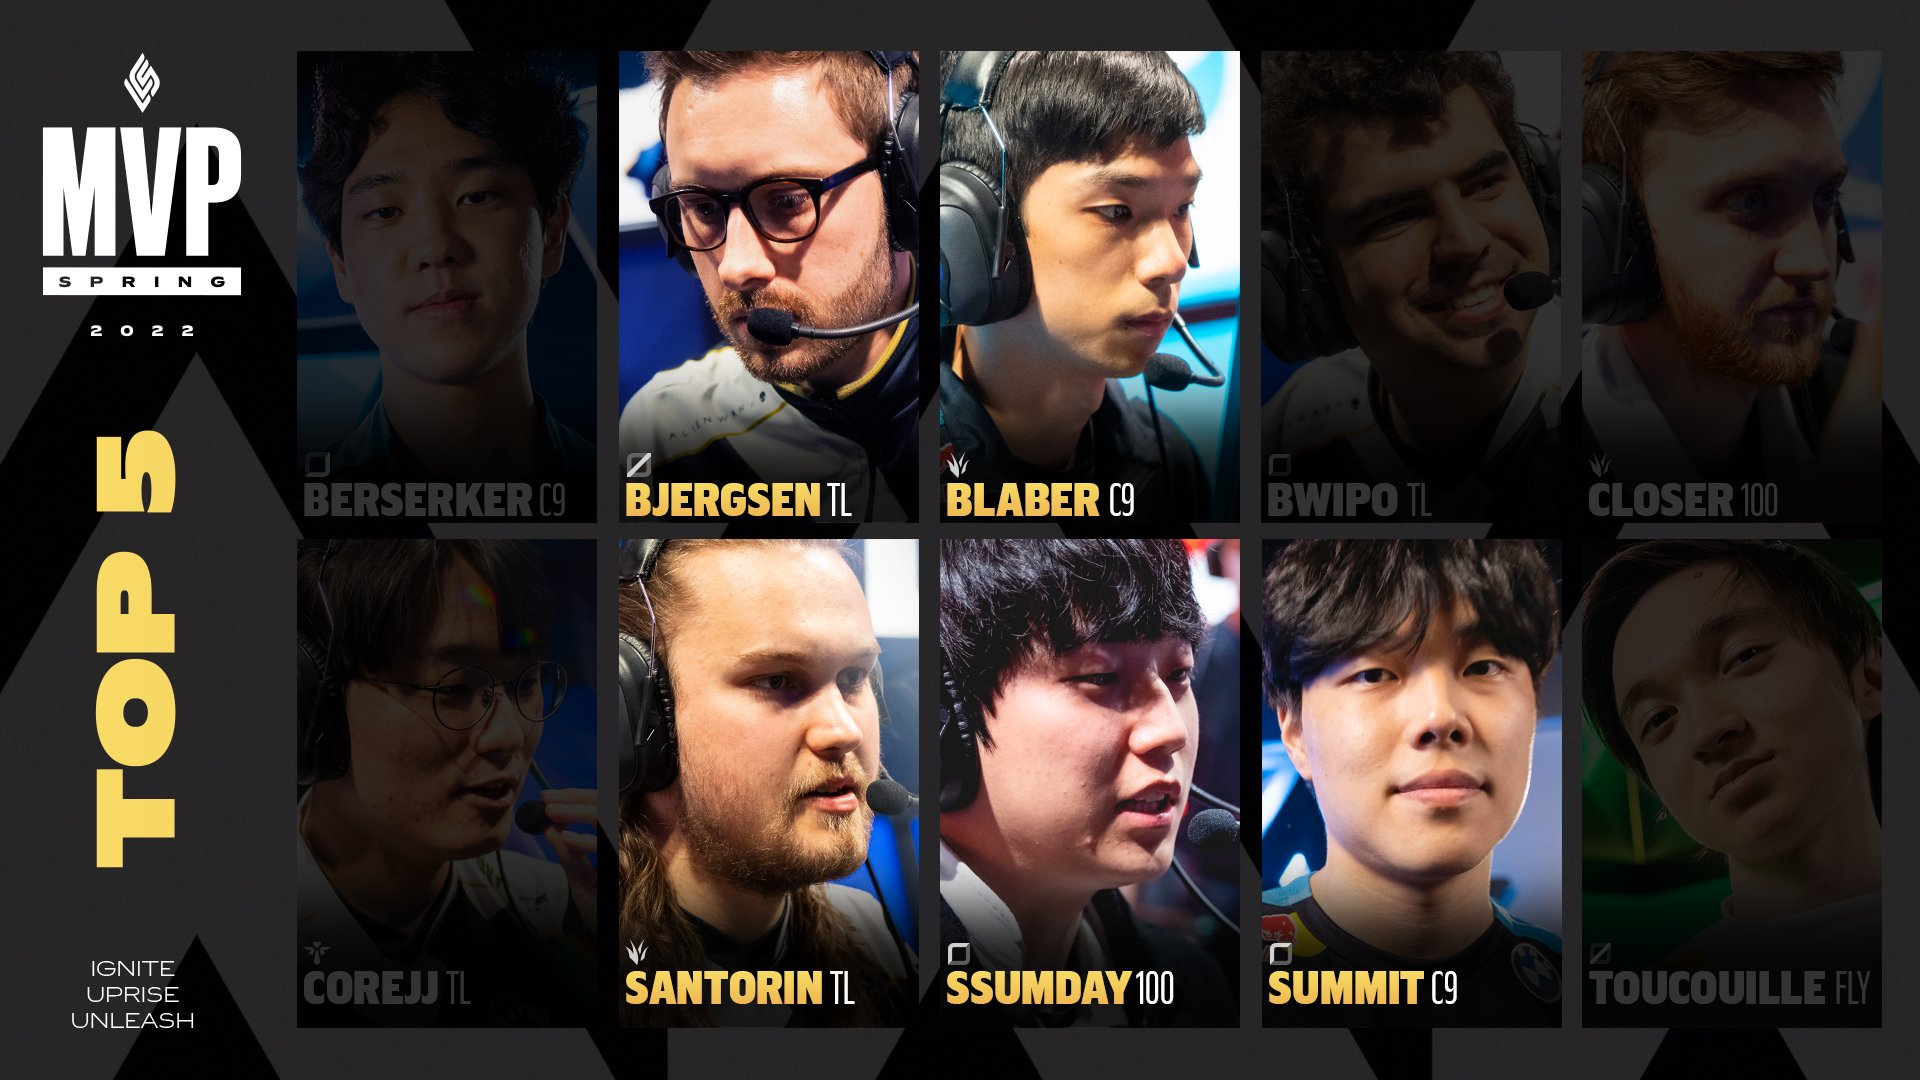 MVP
SPRING
2022
TOP 5
IGNITE
UPRISE
UNLEASH
BERSERKER C9
ALIENWARE
BJERGSEN TL
BLABER C9
BWIPO TL
CLOSER 100
COREJJ TL
SANTORIN TL
SSUMDAY 100
SUMMIT C9
TOUCOUILLE FLY